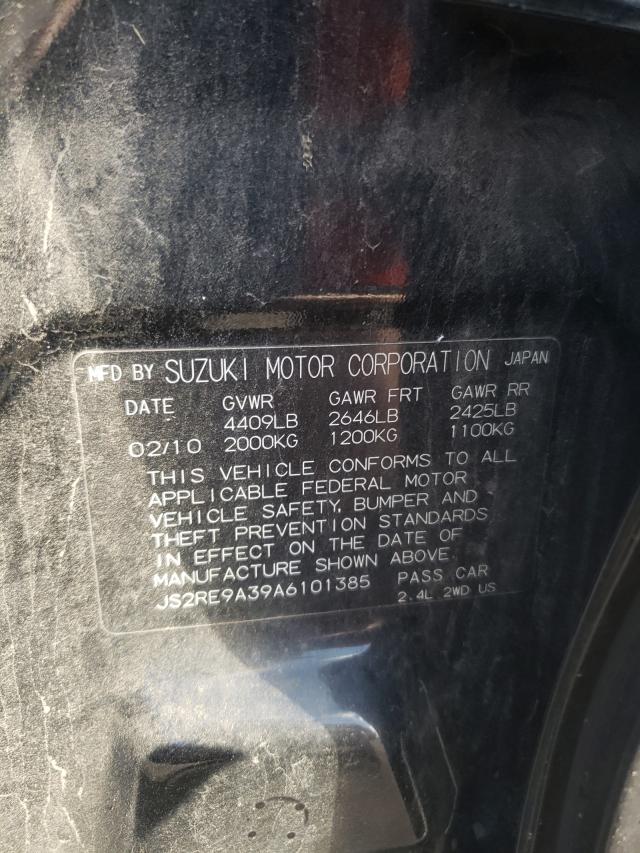 MFD BY SUZUKI MOTOR CORPORATION JAPAN
DATE GVWR GAWR FRT GAWR RR
4409LB 2646LB 2425LB
02/10 2000KG 1200KG 1100KG
THIS VEHICLE CONFORMS TO ALL
APPLICABLE FEDERAL MOTOR
VEHICLE SAFETY, BUMPER AND
THEFT PREVENTION STANDARDS
IN EFFECT ON THE DATE OF
MANUFACTURE SHOWN ABOVE.
JS2RE9A39A6101385 PASS CAR
2.4L 2WD US